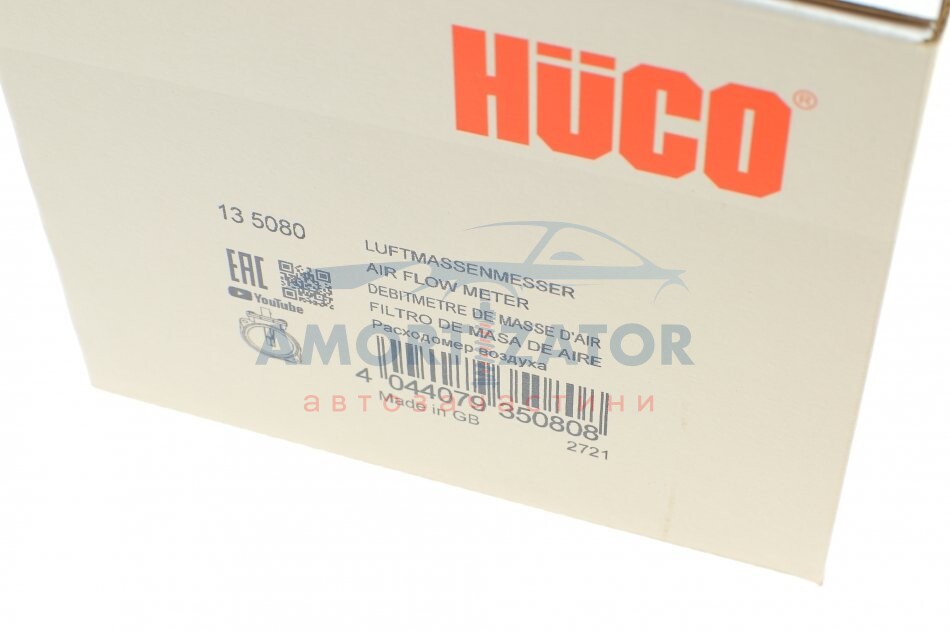 HÜCO®
13 5080
LUFTMASSENMESSER
AIR FLOW METER
DEBITMETRE DE MASSE D'AIR
FILTRO DE MASA DE AIRE
Расходомер воздуха
EAC
YouTube
4 044079 350808
Made in GB
2721
AMORTIZATOR
автозапчастини